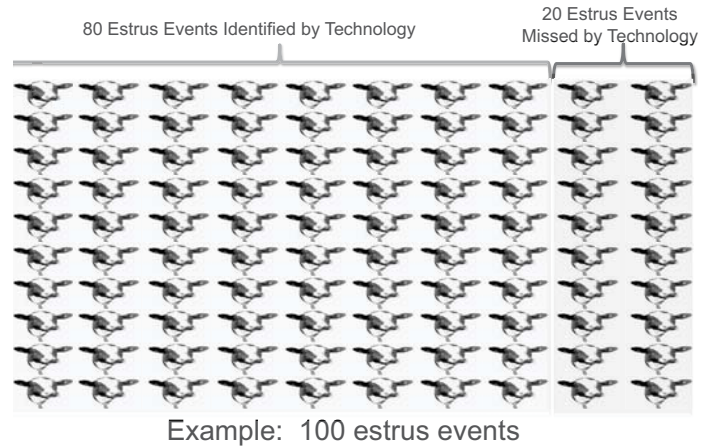 80 Estrus Events Identified by Technology
20 Estrus Events
Missed by Technology
Example: 100 estrus events